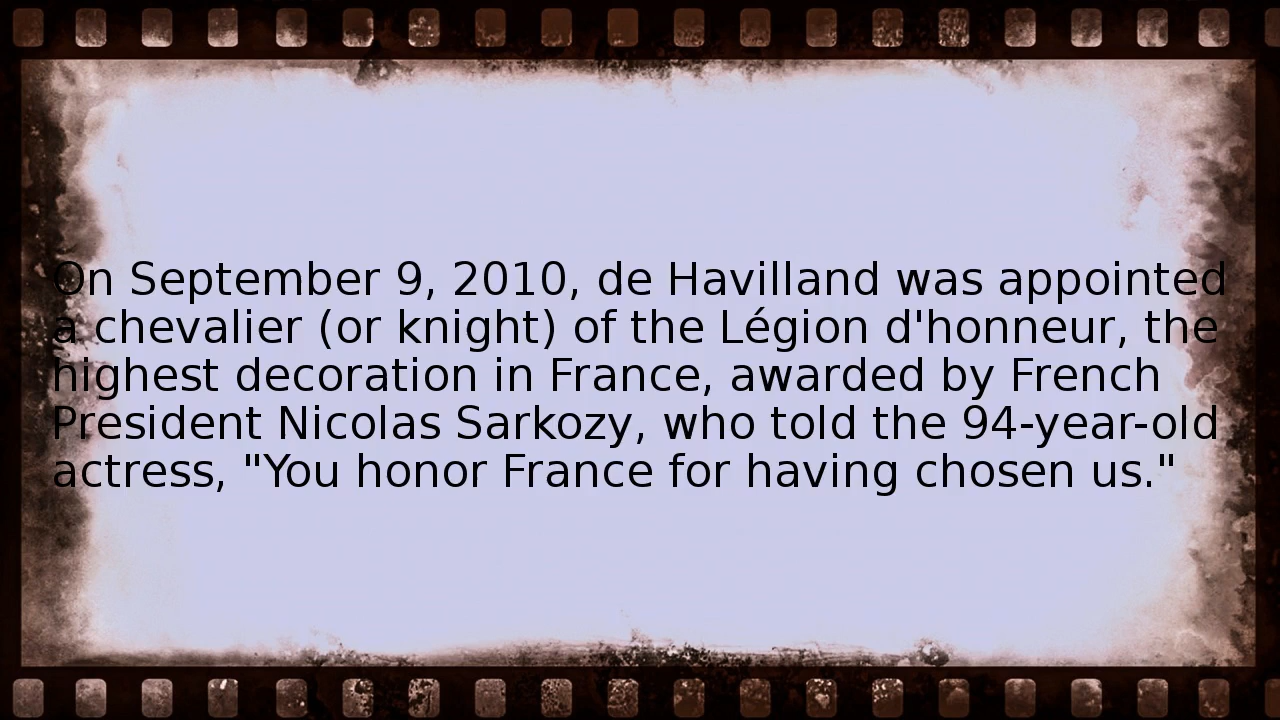 On September 9, 2010, de Havilland was appointed
a chevalier (or knight) of the Légion d'honneur, the
highest decoration in France, awarded by French
President Nicolas Sarkozy, who told the 94-year-old
actress, "You honor France for having chosen us."